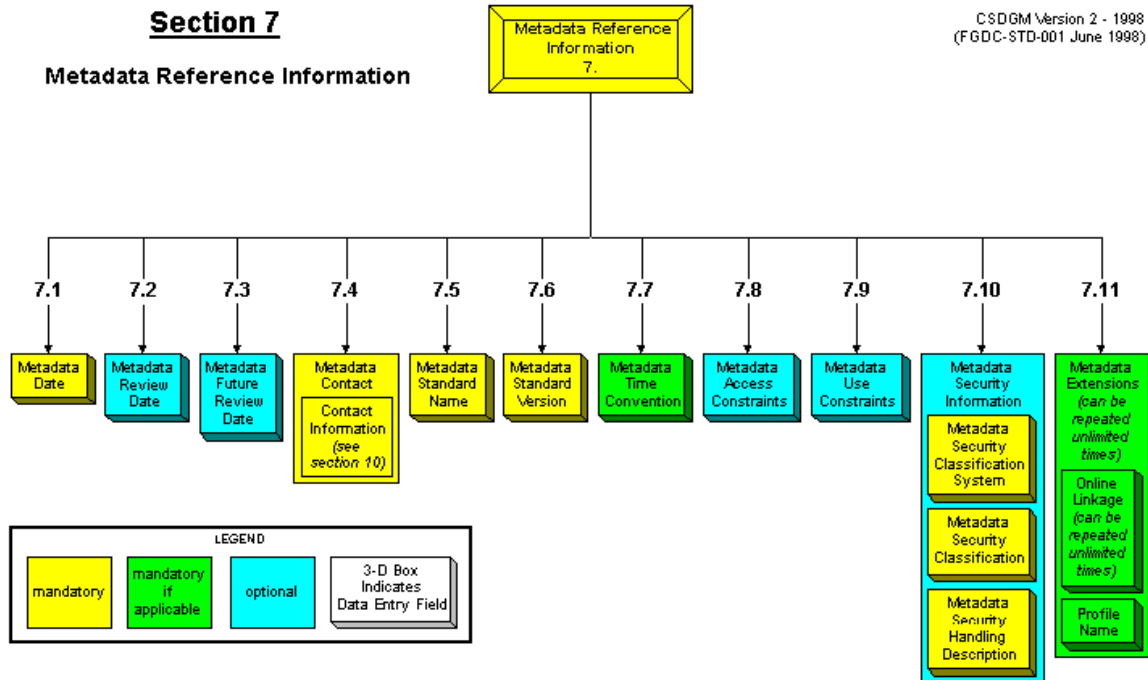 Section 7
Metadata Reference Information
CSDGM Version 2 - 1998
(FGDC-STD-001 June 1998)
Metadata Reference
Information
7.
7.1
7.2
7.3
7.4
7.5
7.6
7.7
7.8
7.9
7.10
7.11
Metadata
Date
Metadata
Review
Date
Metadata
Future
Review
Date
Metadata
Contact
Contact
Information
(see
section 10)
Metadata
Standard
Name
Metadata
Standard
Version
Metadata
Time
Convention
Metadata
Access
Constraints
Metadata
Use
Constraints
Metadata
Security
Information
Metadata
Security
Classification
System
Metadata
Security
Classification
Metadata
Security
Handling
Description
Metadata
Extensions
(can be
repeated
unlimited
times)
Online
Linkage
(can be
repeated
unlimited
times)
Profile
Name
LEGEND
mandatory
mandatory
if
applicable
optional
3-D Box
Indicates
Data Entry Field